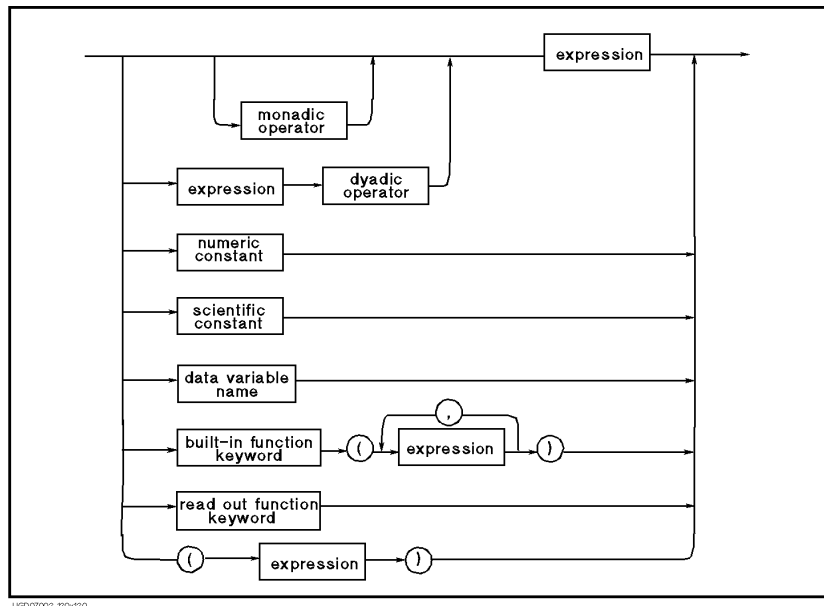 expression
monadic
operator
expression
dyadic
operator
numeric
constant
scientific
constant
data variable
name
,
built-in function
keyword
(
expression
)
read out function
keyword
(
expression
)